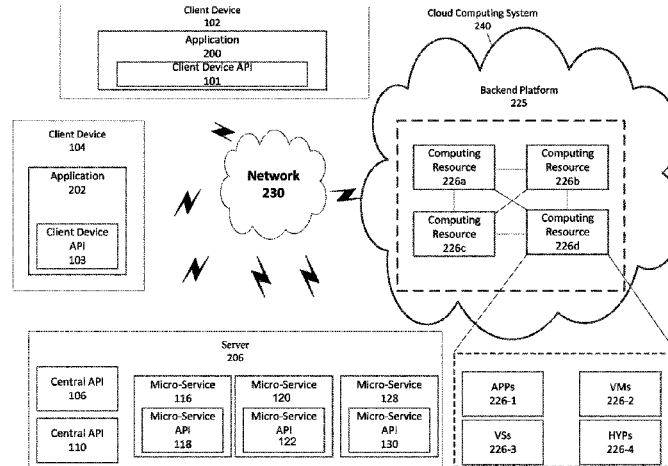 Client Device
102
Application
200
Client Device API
101
Cloud Computing System
240
Backend Platform
225
Computing
Resource
226a
Computing
Resource
226b
Computing
Resource
226c
Computing
Resource
226d
Client Device
104
Application
202
Client Device
API
103
Network
230
Server
206
Central API
106
Central API
110
Micro-Service
116
Micro-Service
API
118
Micro-Service
120
Micro-Service
API
122
Micro-Service
128
Micro-Service
API
130
APPs
226-1
VMs
226-2
VSs
226-3
HYPs
226-4